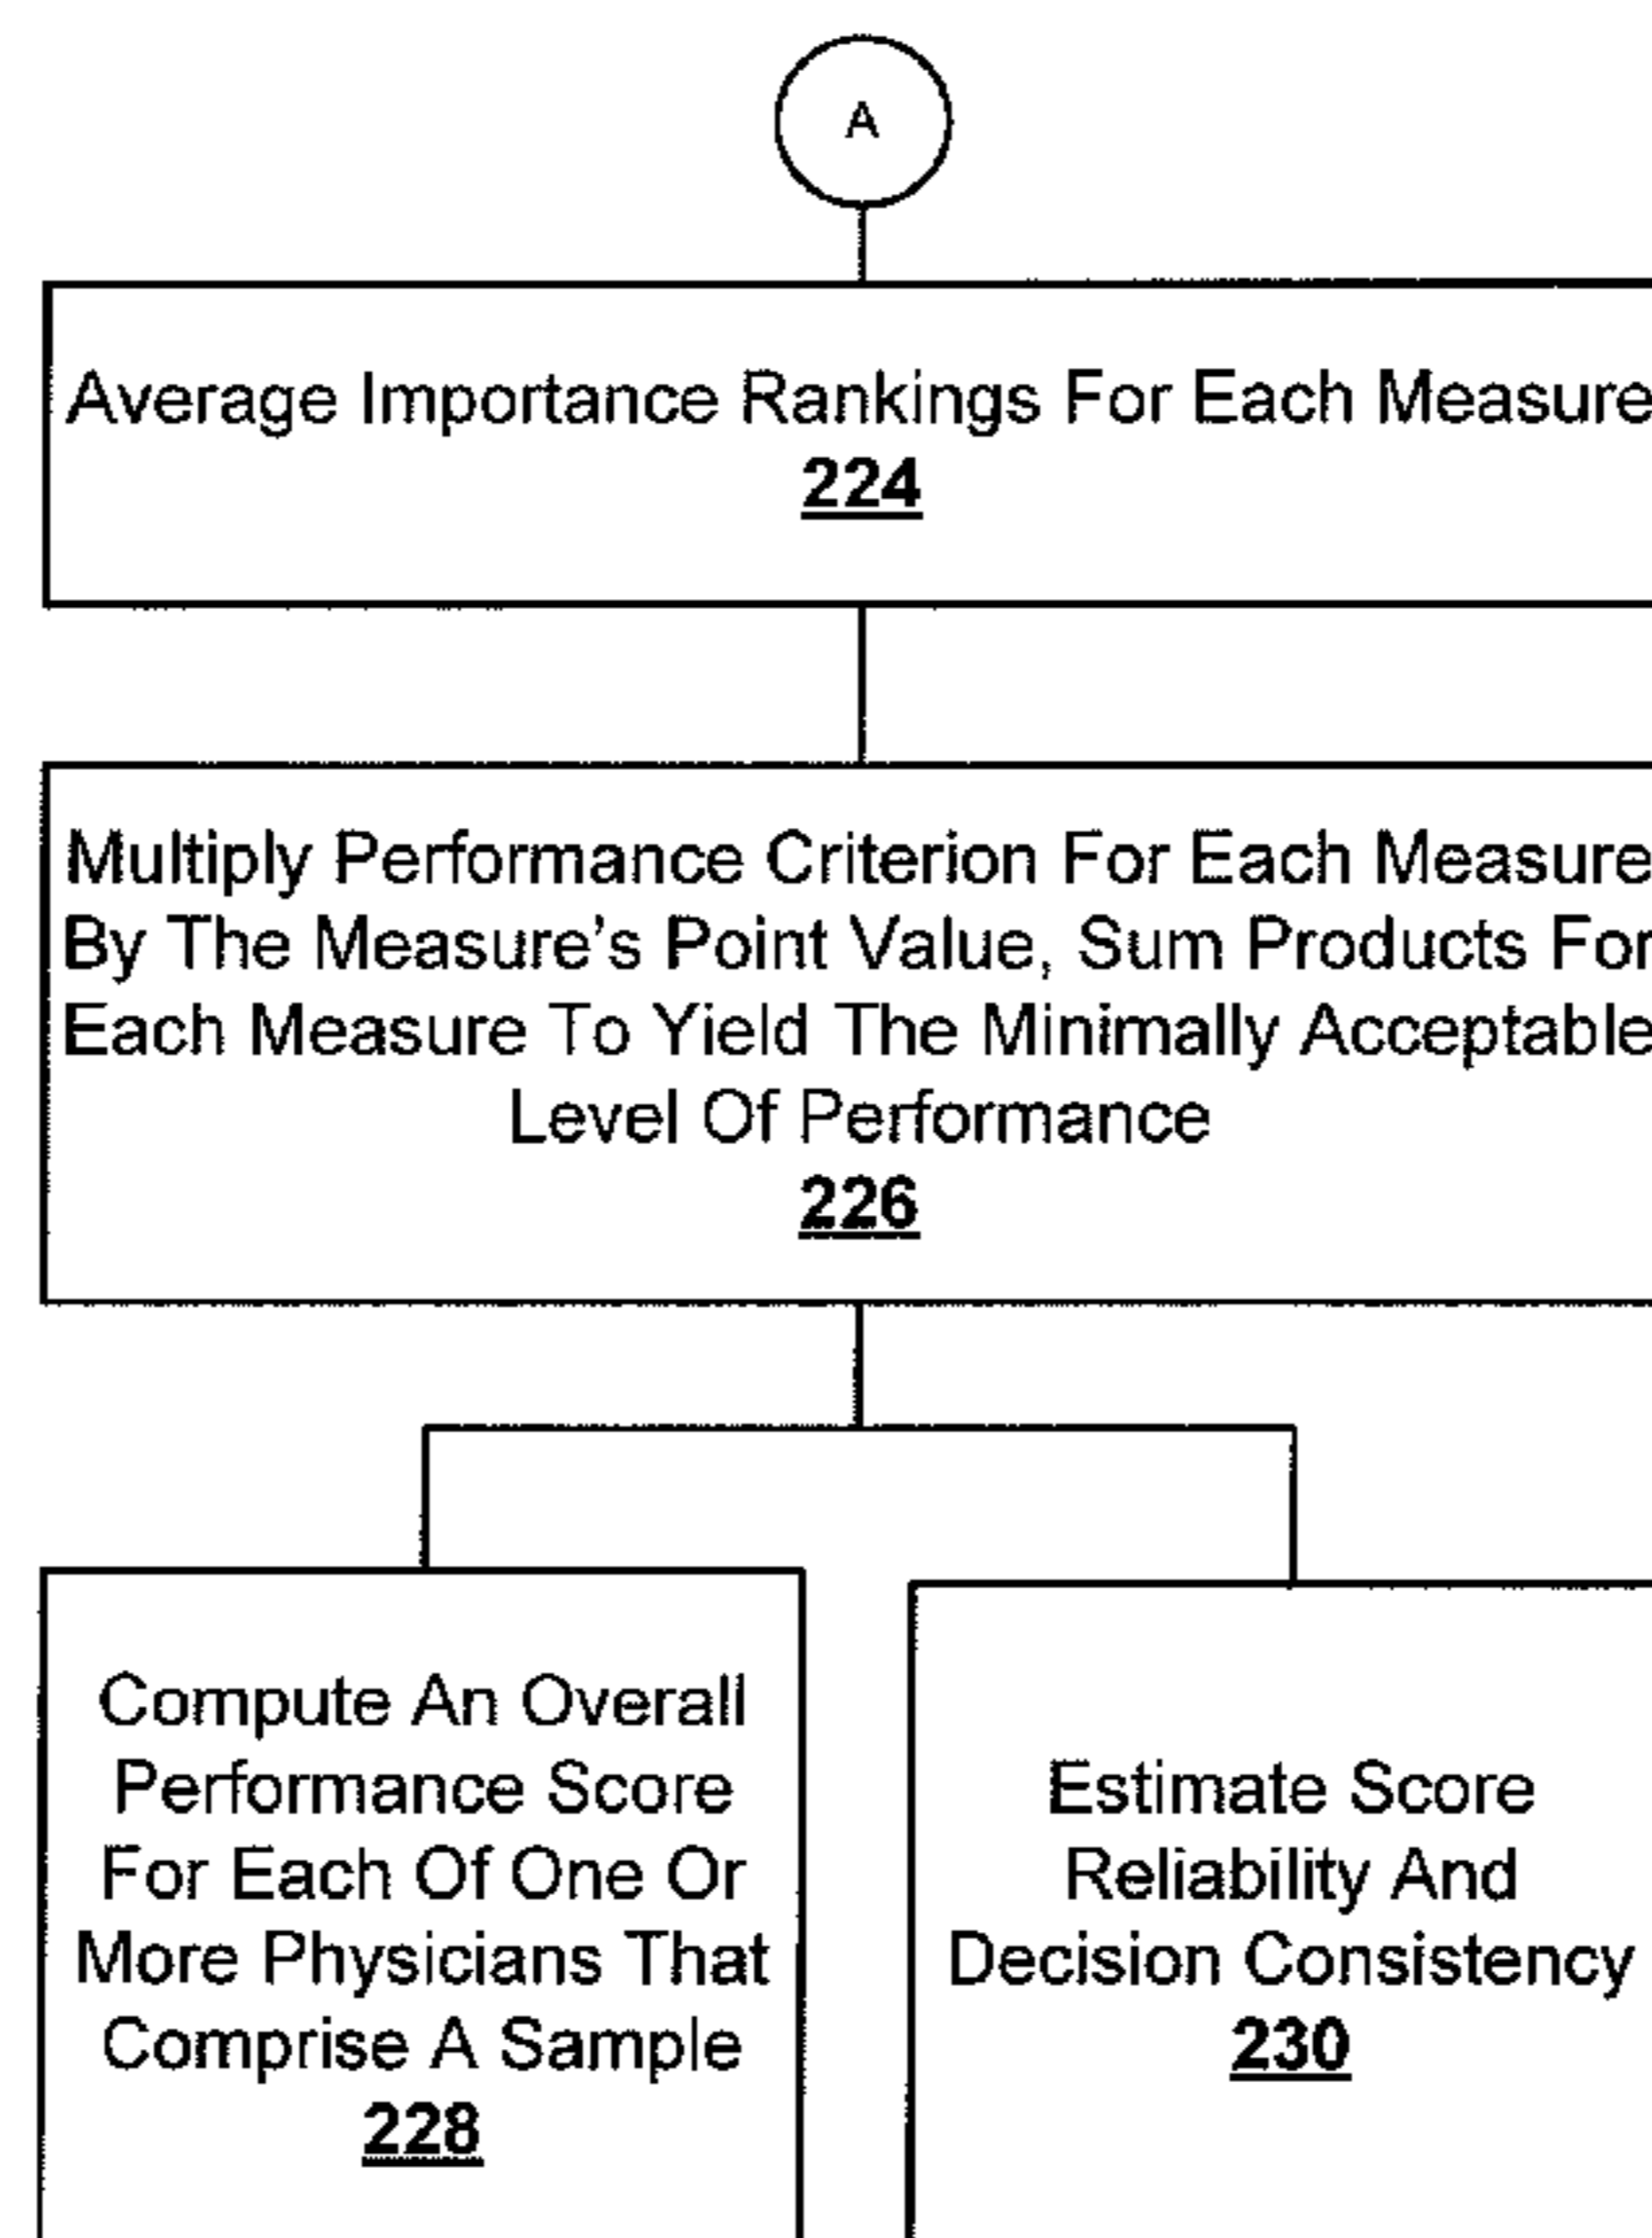 A
Average Importance Rankings For Each Measure
224
Multiply Performance Criterion For Each Measure
By The Measure's Point Value, Sum Products For
Each Measure To Yield The Minimally Acceptable
Level Of Performance
226
Compute An Overall
Performance Score
For Each Of One Or
More Physicians That
Comprise A Sample
228
Estimate Score
Reliability And
Decision Consistency
230